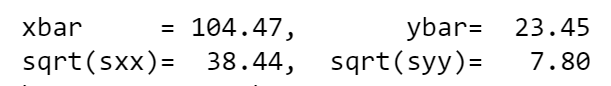 xbar     = 104.47,       ybar=  23.45
sqrt(sxx)=  38.44,  sqrt(syy)=   7.80